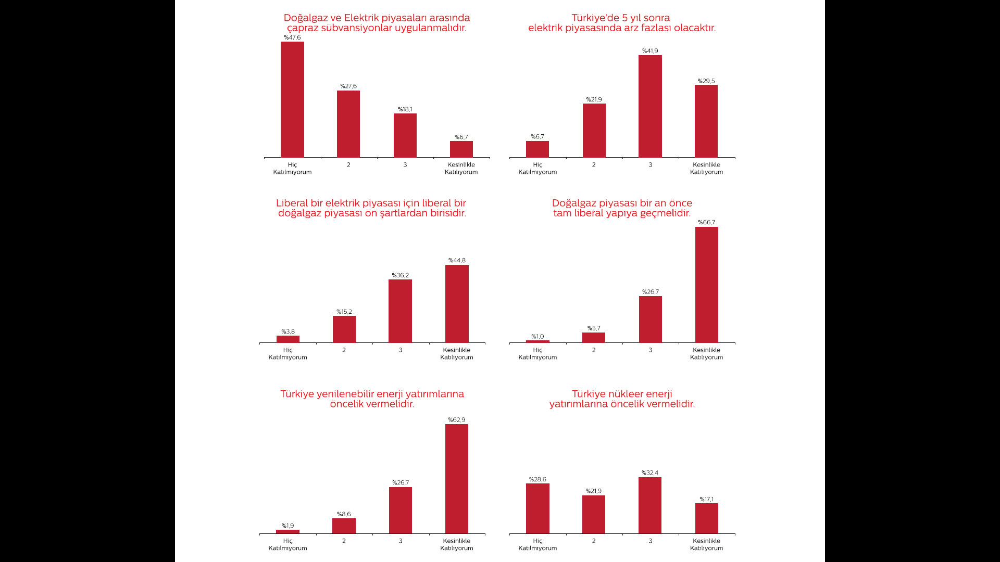 Doğalgaz ve Elektrik piyasaları arasında
çapraz sübvansiyonlar uygulanmalıdır.
%47,6
%27,6
%18,1
%6,7
Hiç
Katılmıyorum
2
3
Kesinlikle
Katılıyorum
Türkiye’de 5 yıl sonra
elektrik piyasasında arz fazlası olacaktır.
%6,7
%21,9
%41,9
%29,5
Hiç
Katılmıyorum
2
3
Kesinlikle
Katılıyorum
Liberal bir elektrik piyasası için liberal bir
doğalgaz piyasası ön şartlardan birisidir.
%3,8
%15,2
%36,2
%44,8
Hiç
Katılmıyorum
2
3
Kesinlikle
Katılıyorum
Doğalgaz piyasası bir an önce
tam liberal yapıya geçmelidir.
%1,0
%5,7
%26,7
%66,7
Hiç
Katılmıyorum
2
3
Kesinlikle
Katılıyorum
Türkiye yenilenebilir enerji yatırımlarına
öncelik vermelidir.
%1,9
%8,6
%26,7
%62,9
Hiç
Katılmıyorum
2
3
Kesinlikle
Katılıyorum
Türkiye nükleer enerji
yatırımlarına öncelik vermelidir.
%28,6
%21,9
%32,4
%17,1
Hiç
Katılmıyorum
2
3
Kesinlikle
Katılıyorum